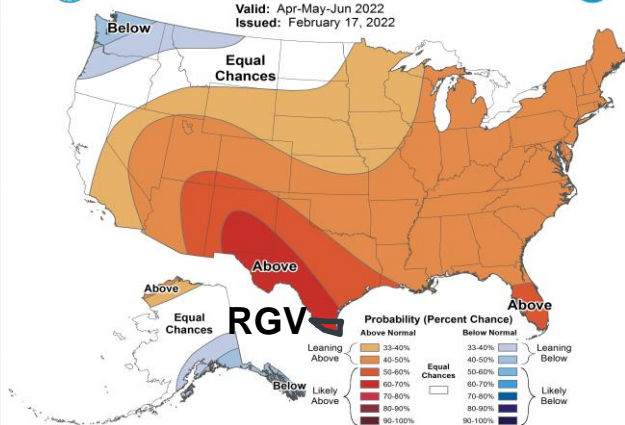 Valid: Apr-May-Jun 2022
Issued: February 17, 2022
Below
Equal
Chances
Above
Above
Above
Equal
Chances
Below
RGV
Probability (Percent Chance)
Above Normal
Below Normal
Leaning
Above
33-40%
40-50%
Likely
Above
50-60%
60-70%
70-80%
80-90%
90-100%
Equal
Chances
33-40%
40-50%
Leaning
Below
50-60%
60-70%
70-80%
80-90%
90-100%
Likely
Below